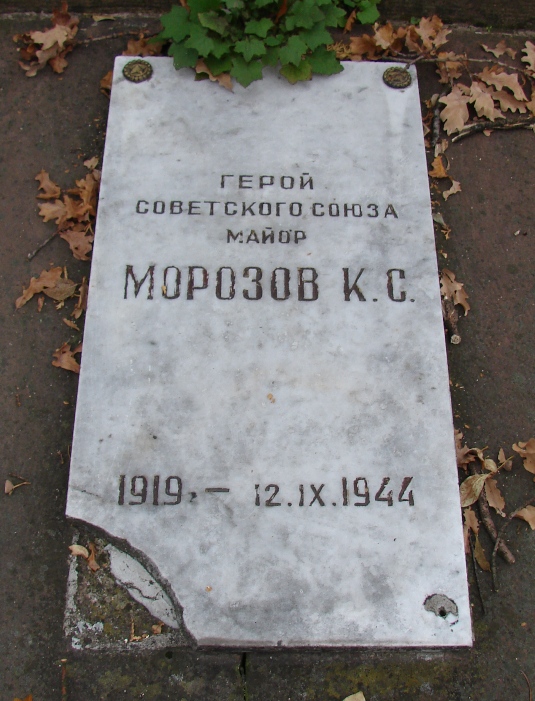 ГЕРОЙ
СОВЕТСКОГО СОЮЗА
МАЙОР
МОРОЗОВ К. С.
1919. — 12.IX.1944